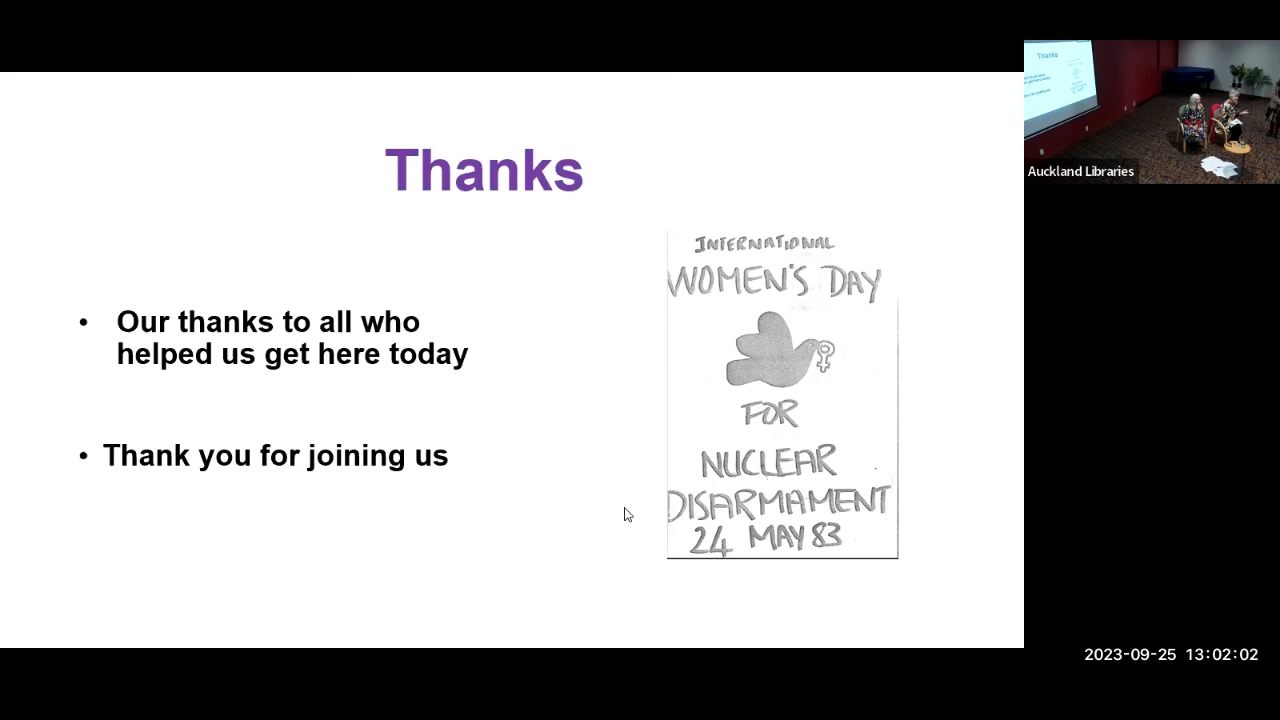 Thanks
• Our thanks to all who
helped us get here today
• Thank you for joining us
INTERNATIONAL
WOMEN'S DAY
FOR
NUCLEAR
DISARMAMENT
24 MAY 83
Thanks
Auckland Libraries
2023-09-25 13:02:02